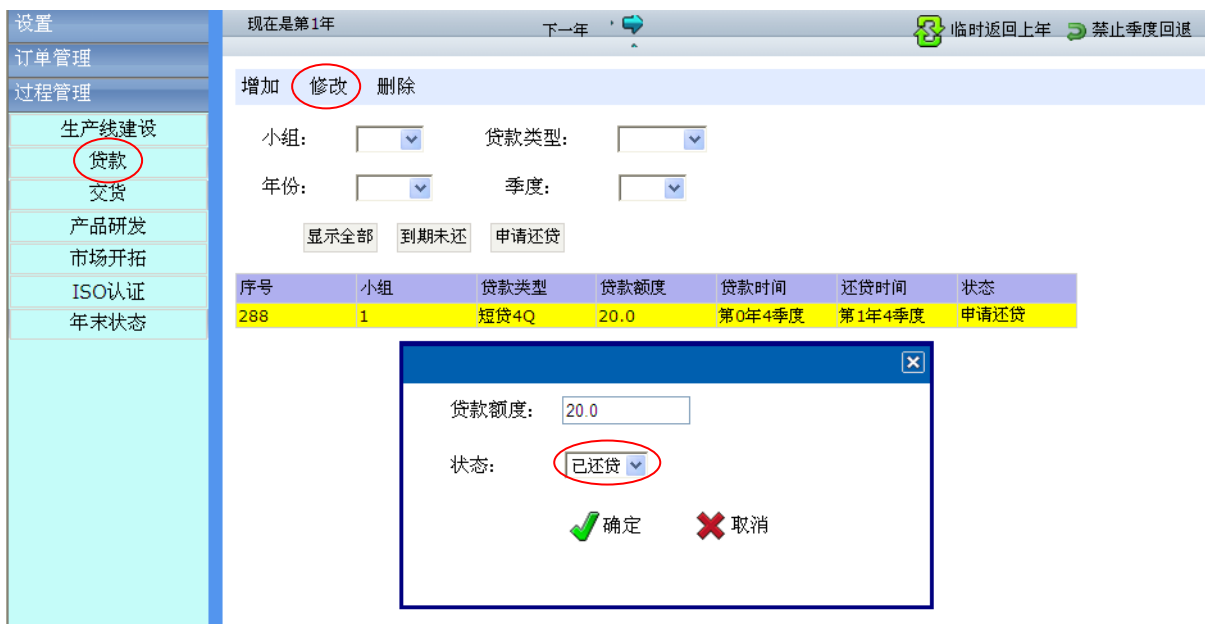 设置
订单管理
过程管理
生产线建设
贷款
交货
产品研发
市场开拓
ISO认证
年末状态
现在是第1年 下一年 临时返回上年 禁止季度回退
增加 修改 删除
小组: 贷款类型:
年份: 季度:
显示全部 到期未还 申请还贷
序号 小组 贷款类型 贷款额度 贷款时间 还贷时间 状态
288 1 短贷4Q 20.0 第0年4季度 第1年4季度 申请还贷
贷款额度: 20.0
状态: 已还贷
确定 取消